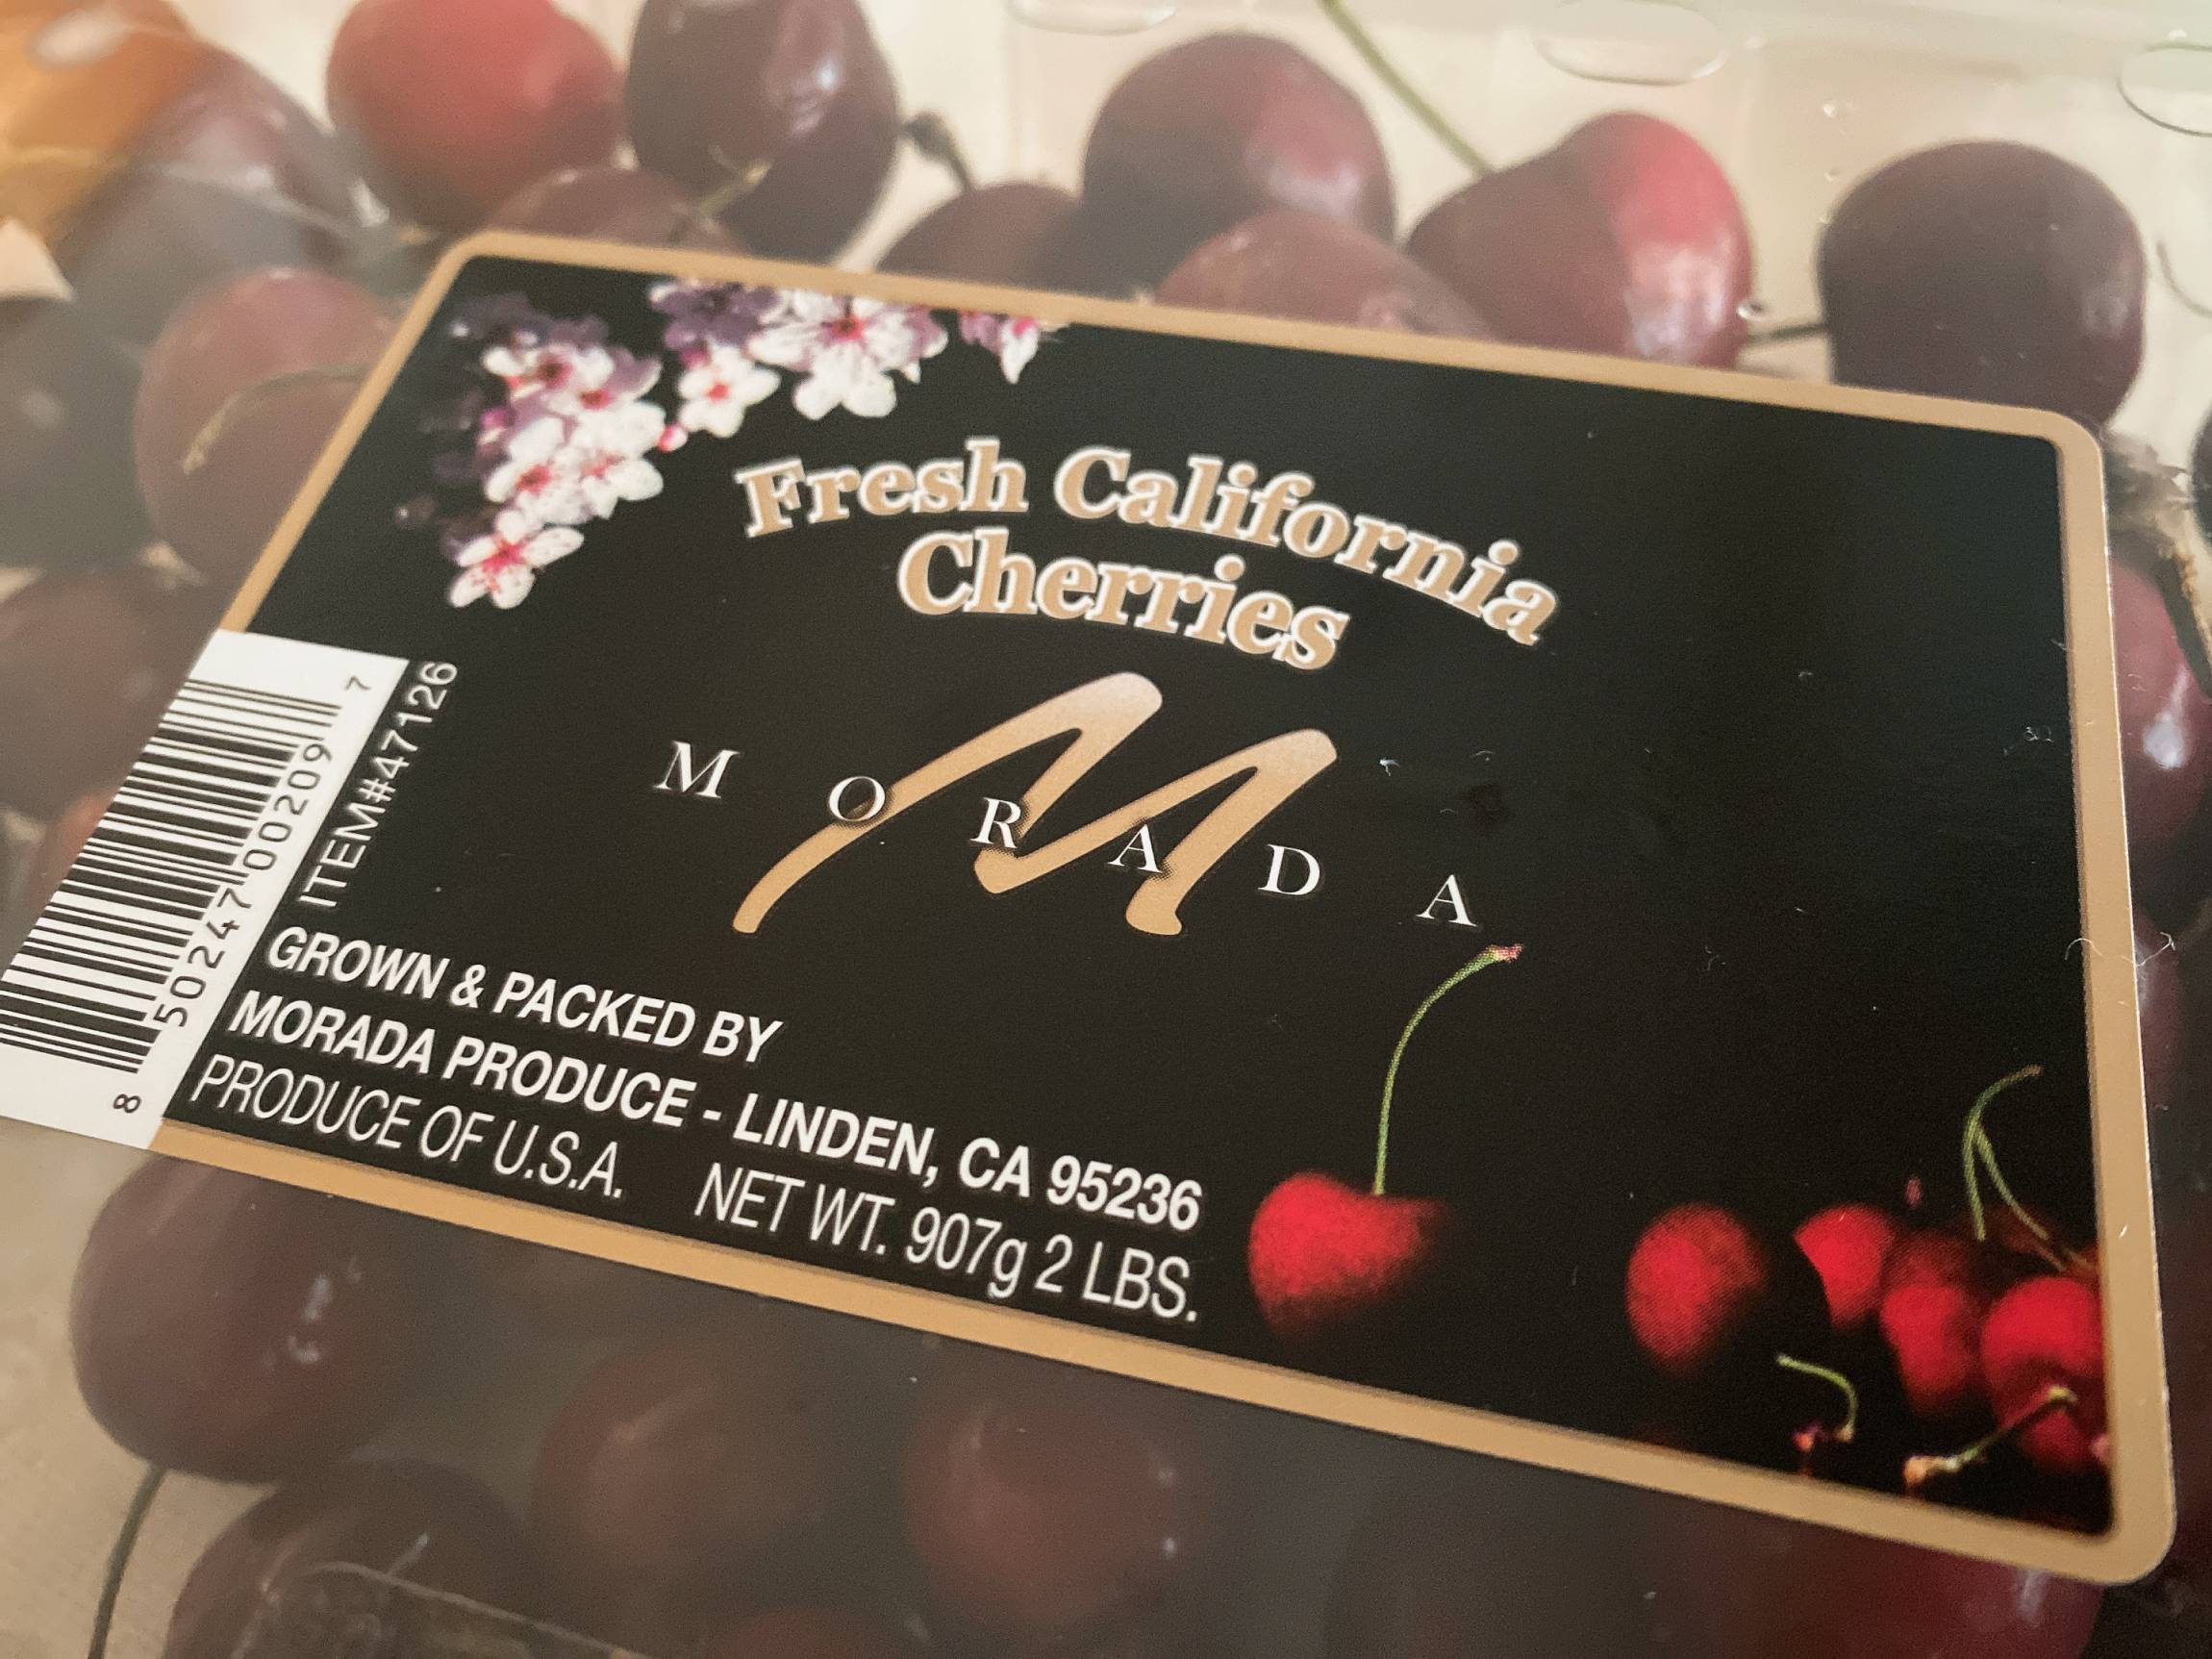 Fresh California
Cherries
MORADA
ITEM#47126
8 50247 00209 7
GROWN & PACKED BY
MORADA PRODUCE - LINDEN, CA 95236
PRODUCE OF U.S.A. NET WT. 907g 2 LBS.